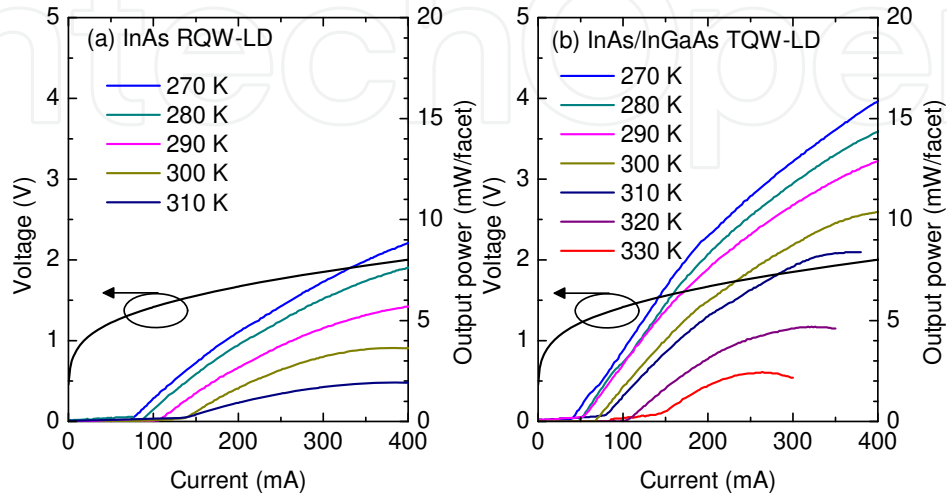 ntechope
(a) InAs RQW-LD
270 K
280 K
290 K
300 K
310 K
Voltage (V)
5
4
3
2
1
0
Output power (mW/facet)
20
15
10
5
0
0 100 200 300 400
Current (mA)
(b) InAs/InGaAs TQW-LD
270 K
280 K
290 K
300 K
310 K
320 K
330 K
Voltage (V)
5
4
3
2
1
0
Output power (mW/facet)
20
15
10
5
0
0 100 200 300 400
Current (mA)